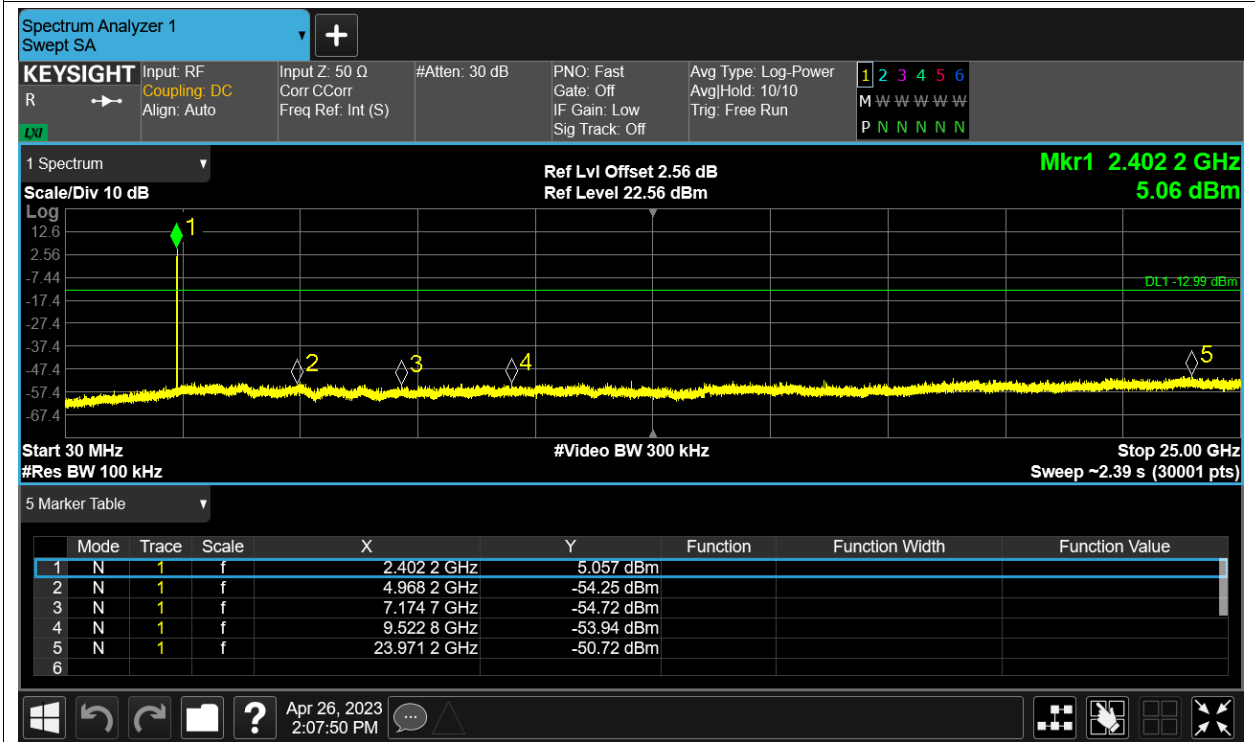 Spectrum Analyzer 1
Swept SA
KEYSIGHT
R
LXI
Input: RF
Coupling: DC
Align: Auto
Input Z: 50 Ω
Corr CCorr
Freq Ref: Int (S)
#Atten: 30 dB
PNO: Fast
Gate: Off
IF Gain: Low
Sig Track: Off
Avg Type: Log-Power
Avg|Hold: 10/10
Trig: Free Run
1 2 3 4 5 6
M W W W W W
P N N N N N
1 Spectrum
Scale/Div 10 dB
Ref Lvl Offset 2.56 dB
Ref Level 22.56 dBm
Mkr1 2.402 2 GHz
5.06 dBm
Log
12.6
2.56
-7.44
-17.4
-27.4
-37.4
-47.4
-57.4
-67.4
1
DL1 -12.99 dBm
2
3
4
5
Start 30 MHz
#Res BW 100 kHz
#Video BW 300 kHz
Stop 25.00 GHz
Sweep ~2.39 s (30001 pts)
5 Marker Table
Mode Trace Scale X Y Function Function Width Function Value
1 N 1 f 2.402 2 GHz 5.057 dBm
2 N 1 f 4.968 2 GHz -54.25 dBm
3 N 1 f 7.174 7 GHz -54.72 dBm
4 N 1 f 9.522 8 GHz -53.94 dBm
5 N 1 f 23.971 2 GHz -50.72 dBm
6
?
Apr 26, 2023
2:07:50 PM